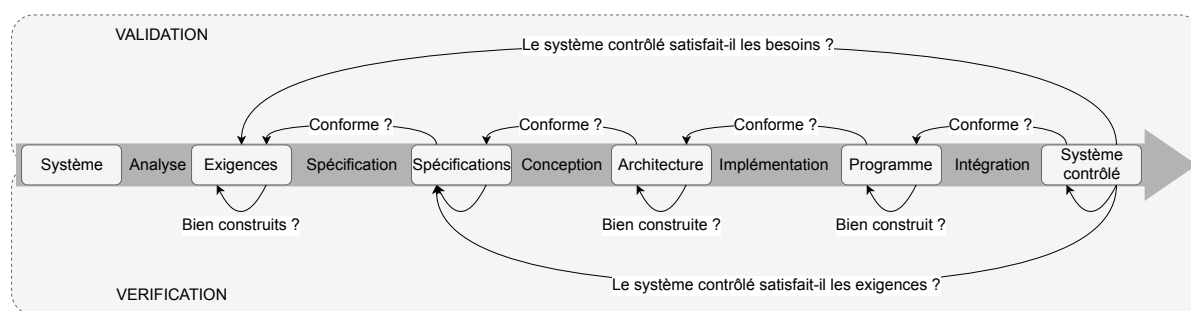 VALIDATION
Le système contrôlé satisfait-il les besoins ?
Conforme ?
Conforme ?
Conforme ?
Conforme ?
Système
Analyse
Exigences
Spécification
Spécifications
Conception
Architecture
Implémentation
Programme
Intégration
Système
contrôlé
Bien construits ?
Bien construite ?
Bien construit ?
Le système contrôlé satisfait-il les exigences ?
VERIFICATION